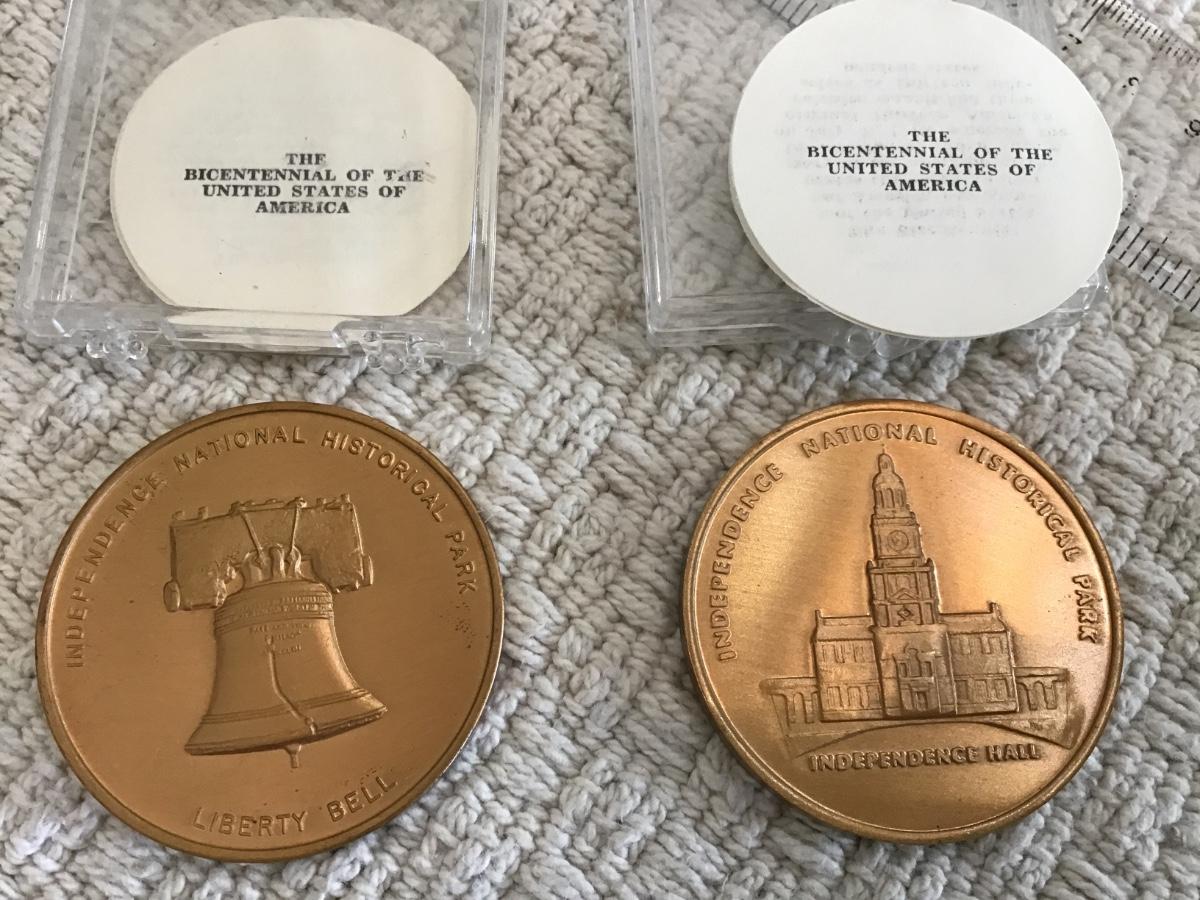 THE
BICENTENNIAL OF THE
UNITED STATES OF
AMERICA
THE
BICENTENNIAL OF THE
UNITED STATES OF
AMERICA
INDEPENDENCE NATIONAL HISTORICAL PARK
LIBERTY BELL
INDEPENDENCE NATIONAL HISTORICAL PARK
INDEPENDENCE HALL